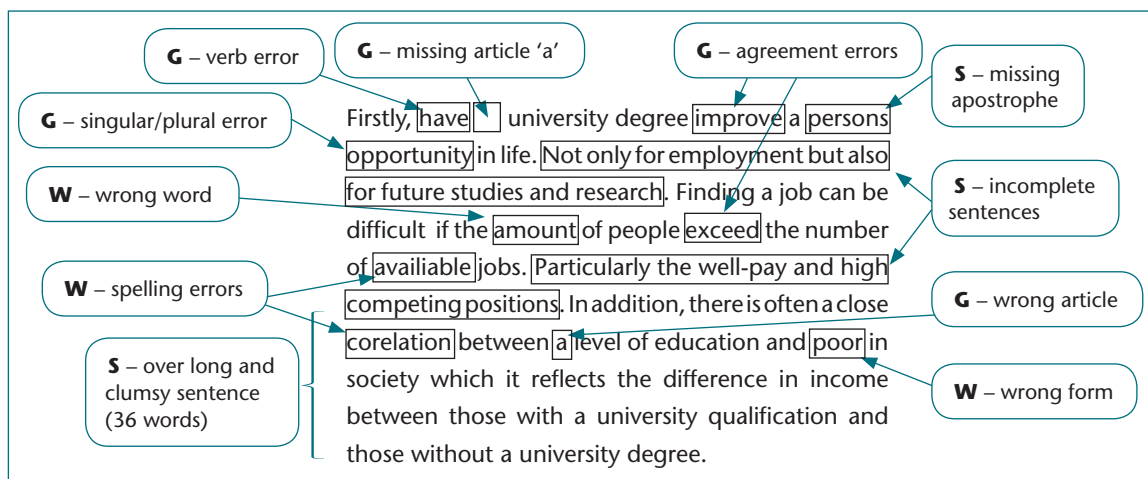 G – verb error
G – missing article ‘a’
G – agreement errors
S – missing
apostrophe
G – singular/plural error
W – wrong word
W – spelling errors
S – over long and
clumsy sentence
(36 words)
Firstly, have university degree improve a persons
opportunity in life. Not only for employment but also
for future studies and research. Finding a job can be
difficult if the amount of people exceed the number
of availiable jobs. Particularly the well-pay and high
competing positions. In addition, there is often a close
corelation between a level of education and poor in
society which it reflects the difference in income
between those with a university qualification and
those without a university degree.
S – incomplete
sentences
G – wrong article
W – wrong form